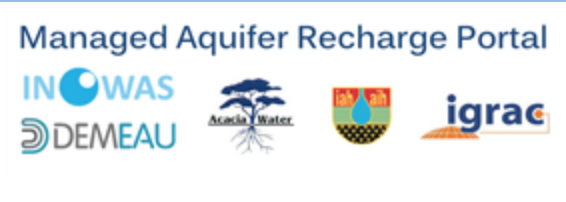 Managed Aquifer Recharge Portal
INOWAS
DEMEAU
Acacia Water
iah aih
igrac